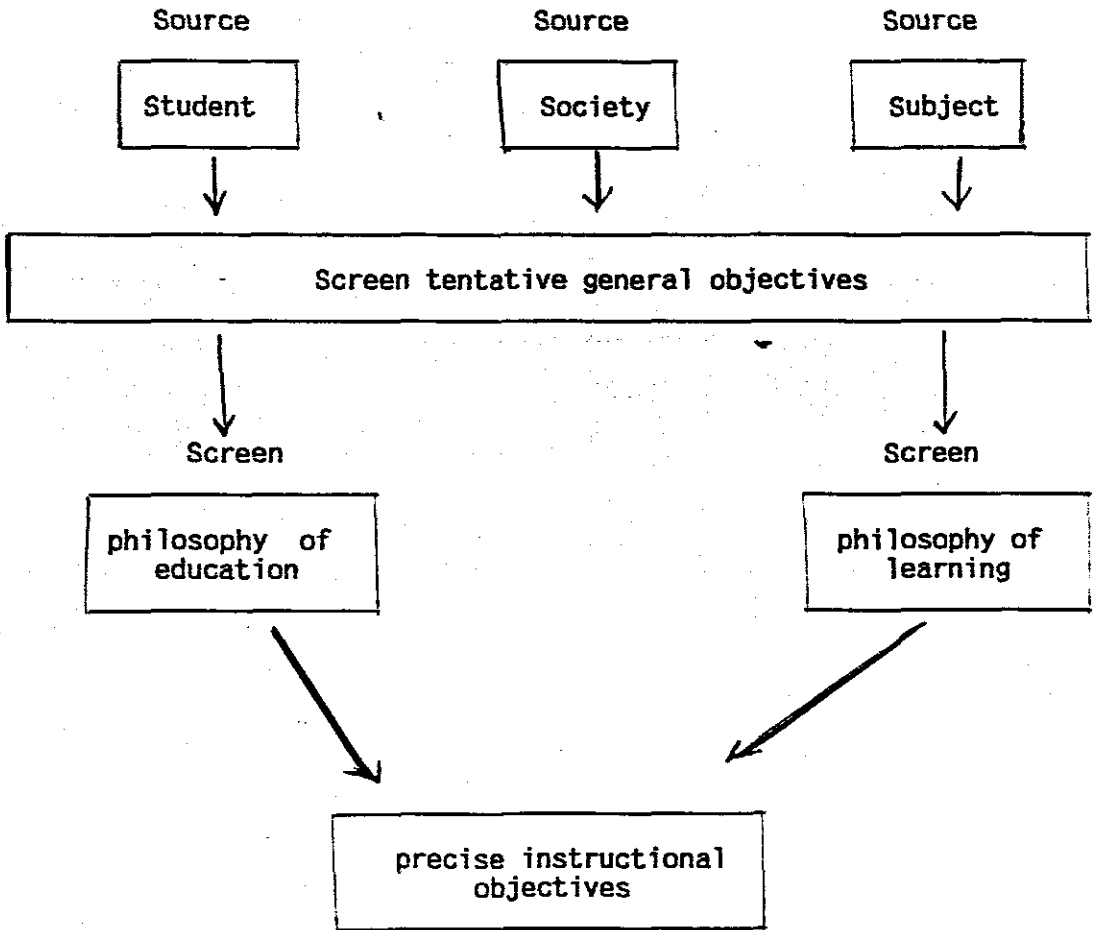 Source
Source
Source
Student
Society
Subject
Screen tentative general objectives
Screen
Screen
philosophy of
education
philosophy of
learning
precise instructional
objectives